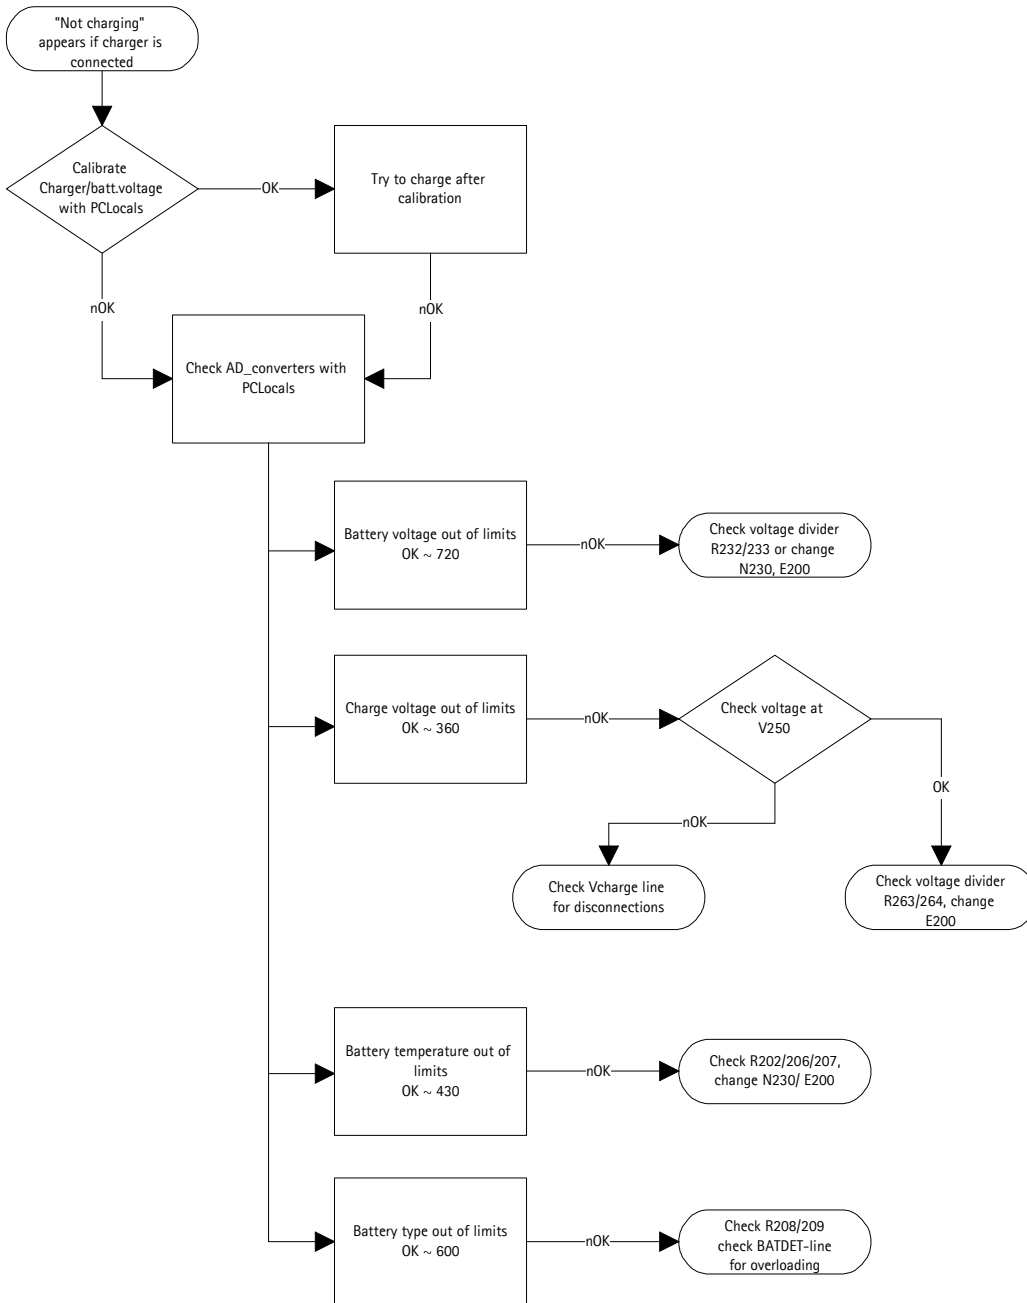 "Not charging"
appears if charger is
connected
Calibrate
Charger/batt.voltage
with PCLocals
OK
Try to charge after
calibration
nOK
nOK
Check AD_converters with
PCLocals
Battery voltage out of limits
OK ~ 720
nOK
Check voltage divider
R232/233 or change
N230, E200
Charge voltage out of limits
OK ~ 360
nOK
Check voltage at
V250
OK
nOK
Check Vcharge line
for disconnections
Check voltage divider
R263/264, change
E200
Battery temperature out of
limits
OK ~ 430
nOK
Check R202/206/207,
change N230/ E200
Battery type out of limits
OK ~ 600
nOK
Check R208/209
check BATDET-line
for overloading